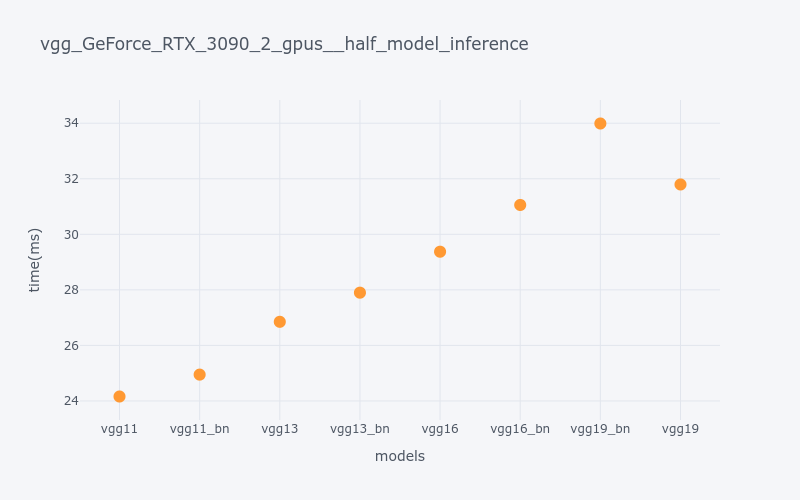 vgg_GeForce_RTX_3090_2_gpus__half_model_inference
34
32
30
28
26
24
time(ms)
vgg11 vgg11_bn vgg13 vgg13_bn vgg16 vgg16_bn vgg19_bn vgg19
models